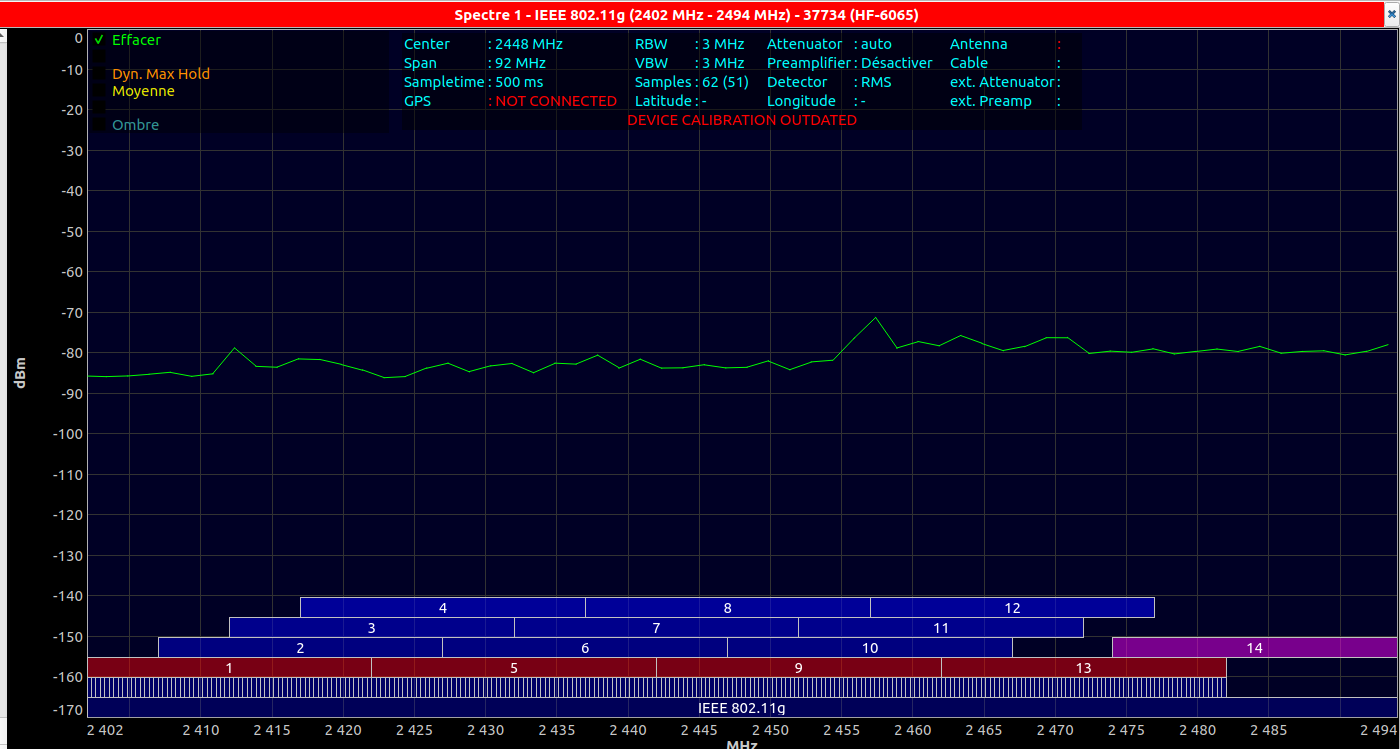 Spectre 1 - IEEE 802.11g (2402 MHz - 2494 MHz) - 37734 (HF-6065)
✓ Effacer
Dyn. Max Hold
Moyenne
Ombre
Center : 2448 MHz RBW : 3 MHz Attenuator : auto Antenna :
Span : 92 MHz VBW : 3 MHz Preamplifier : Désactiver Cable :
Sampletime : 500 ms Samples : 62 (51) Detector : RMS ext. Attenuator :
GPS : NOT CONNECTED Latitude : - Longitude : - ext. Preamp :
DEVICE CALIBRATION OUTDATED
0
-10
-20
-30
-40
-50
-60
-70
-80
-90
-100
-110
-120
-130
-140
-150
-160
-170
dBm
4 8 12
3 7 11
2 6 10 14
1 5 9 13
IEEE 802.11g
2 402 2 410 2 415 2 420 2 425 2 430 2 435 2 440 2 445 2 450 2 455 2 460 2 465 2 470 2 475 2 480 2 485 2 494
MHz